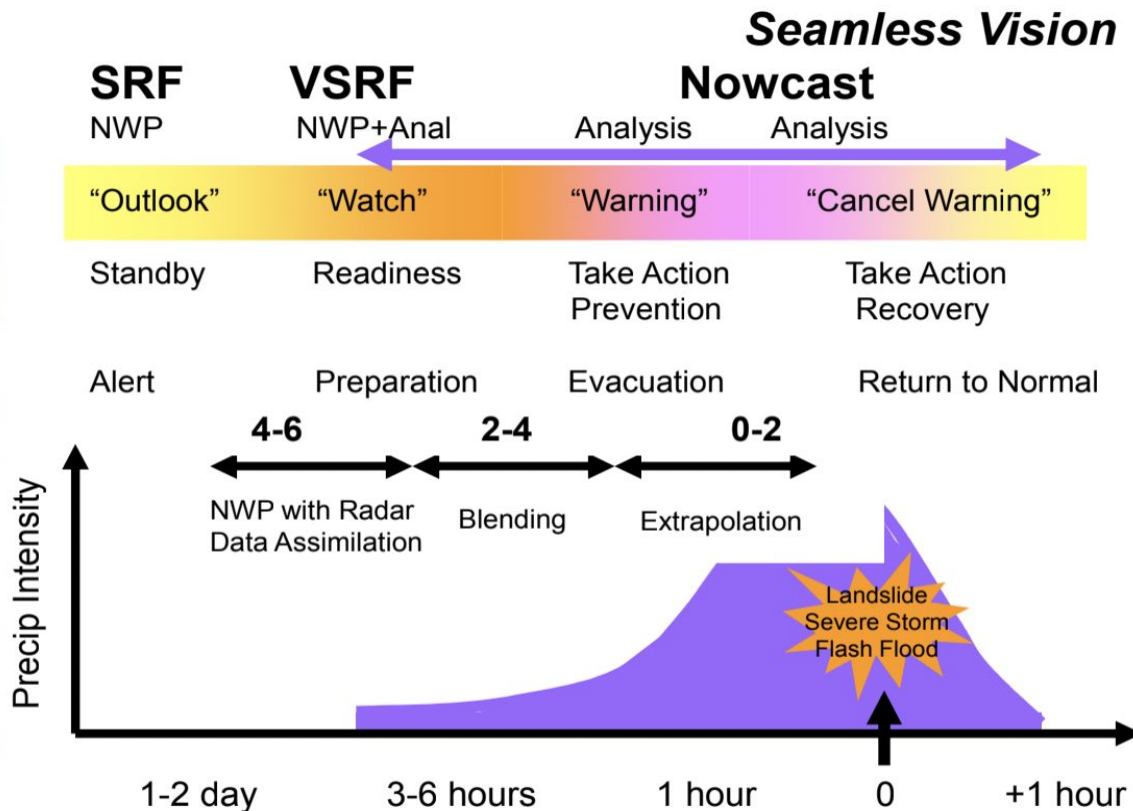 Seamless Vision
SRF VSRF Nowcast
NWP NWP+Anal Analysis Analysis
“Outlook” “Watch” “Warning” “Cancel Warning”
Standby Readiness Take Action Take Action
Prevention Recovery
Alert Preparation Evacuation Return to Normal
4-6 2-4 0-2
NWP with Radar
Data Assimilation
Blending
Extrapolation
Precip Intensity
Landslide
Severe Storm
Flash Flood
1-2 day 3-6 hours 1 hour 0 +1 hour